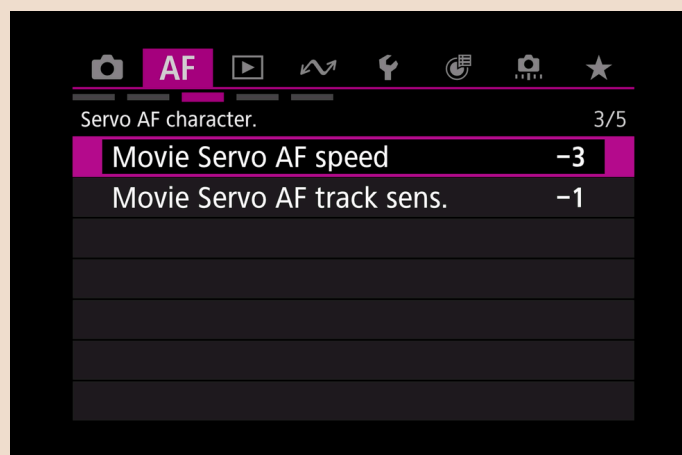 AF
Servo AF character. 3/5
Movie Servo AF speed −3
Movie Servo AF track sens. −1